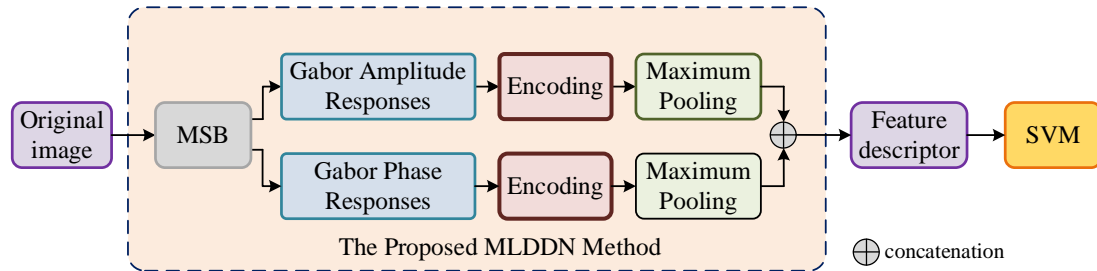 Original
image
MSB
Gabor Amplitude
Responses
Encoding
Maximum
Pooling
Gabor Phase
Responses
Encoding
Maximum
Pooling
Feature
descriptor
SVM
The Proposed MLDDN Method
concatenation